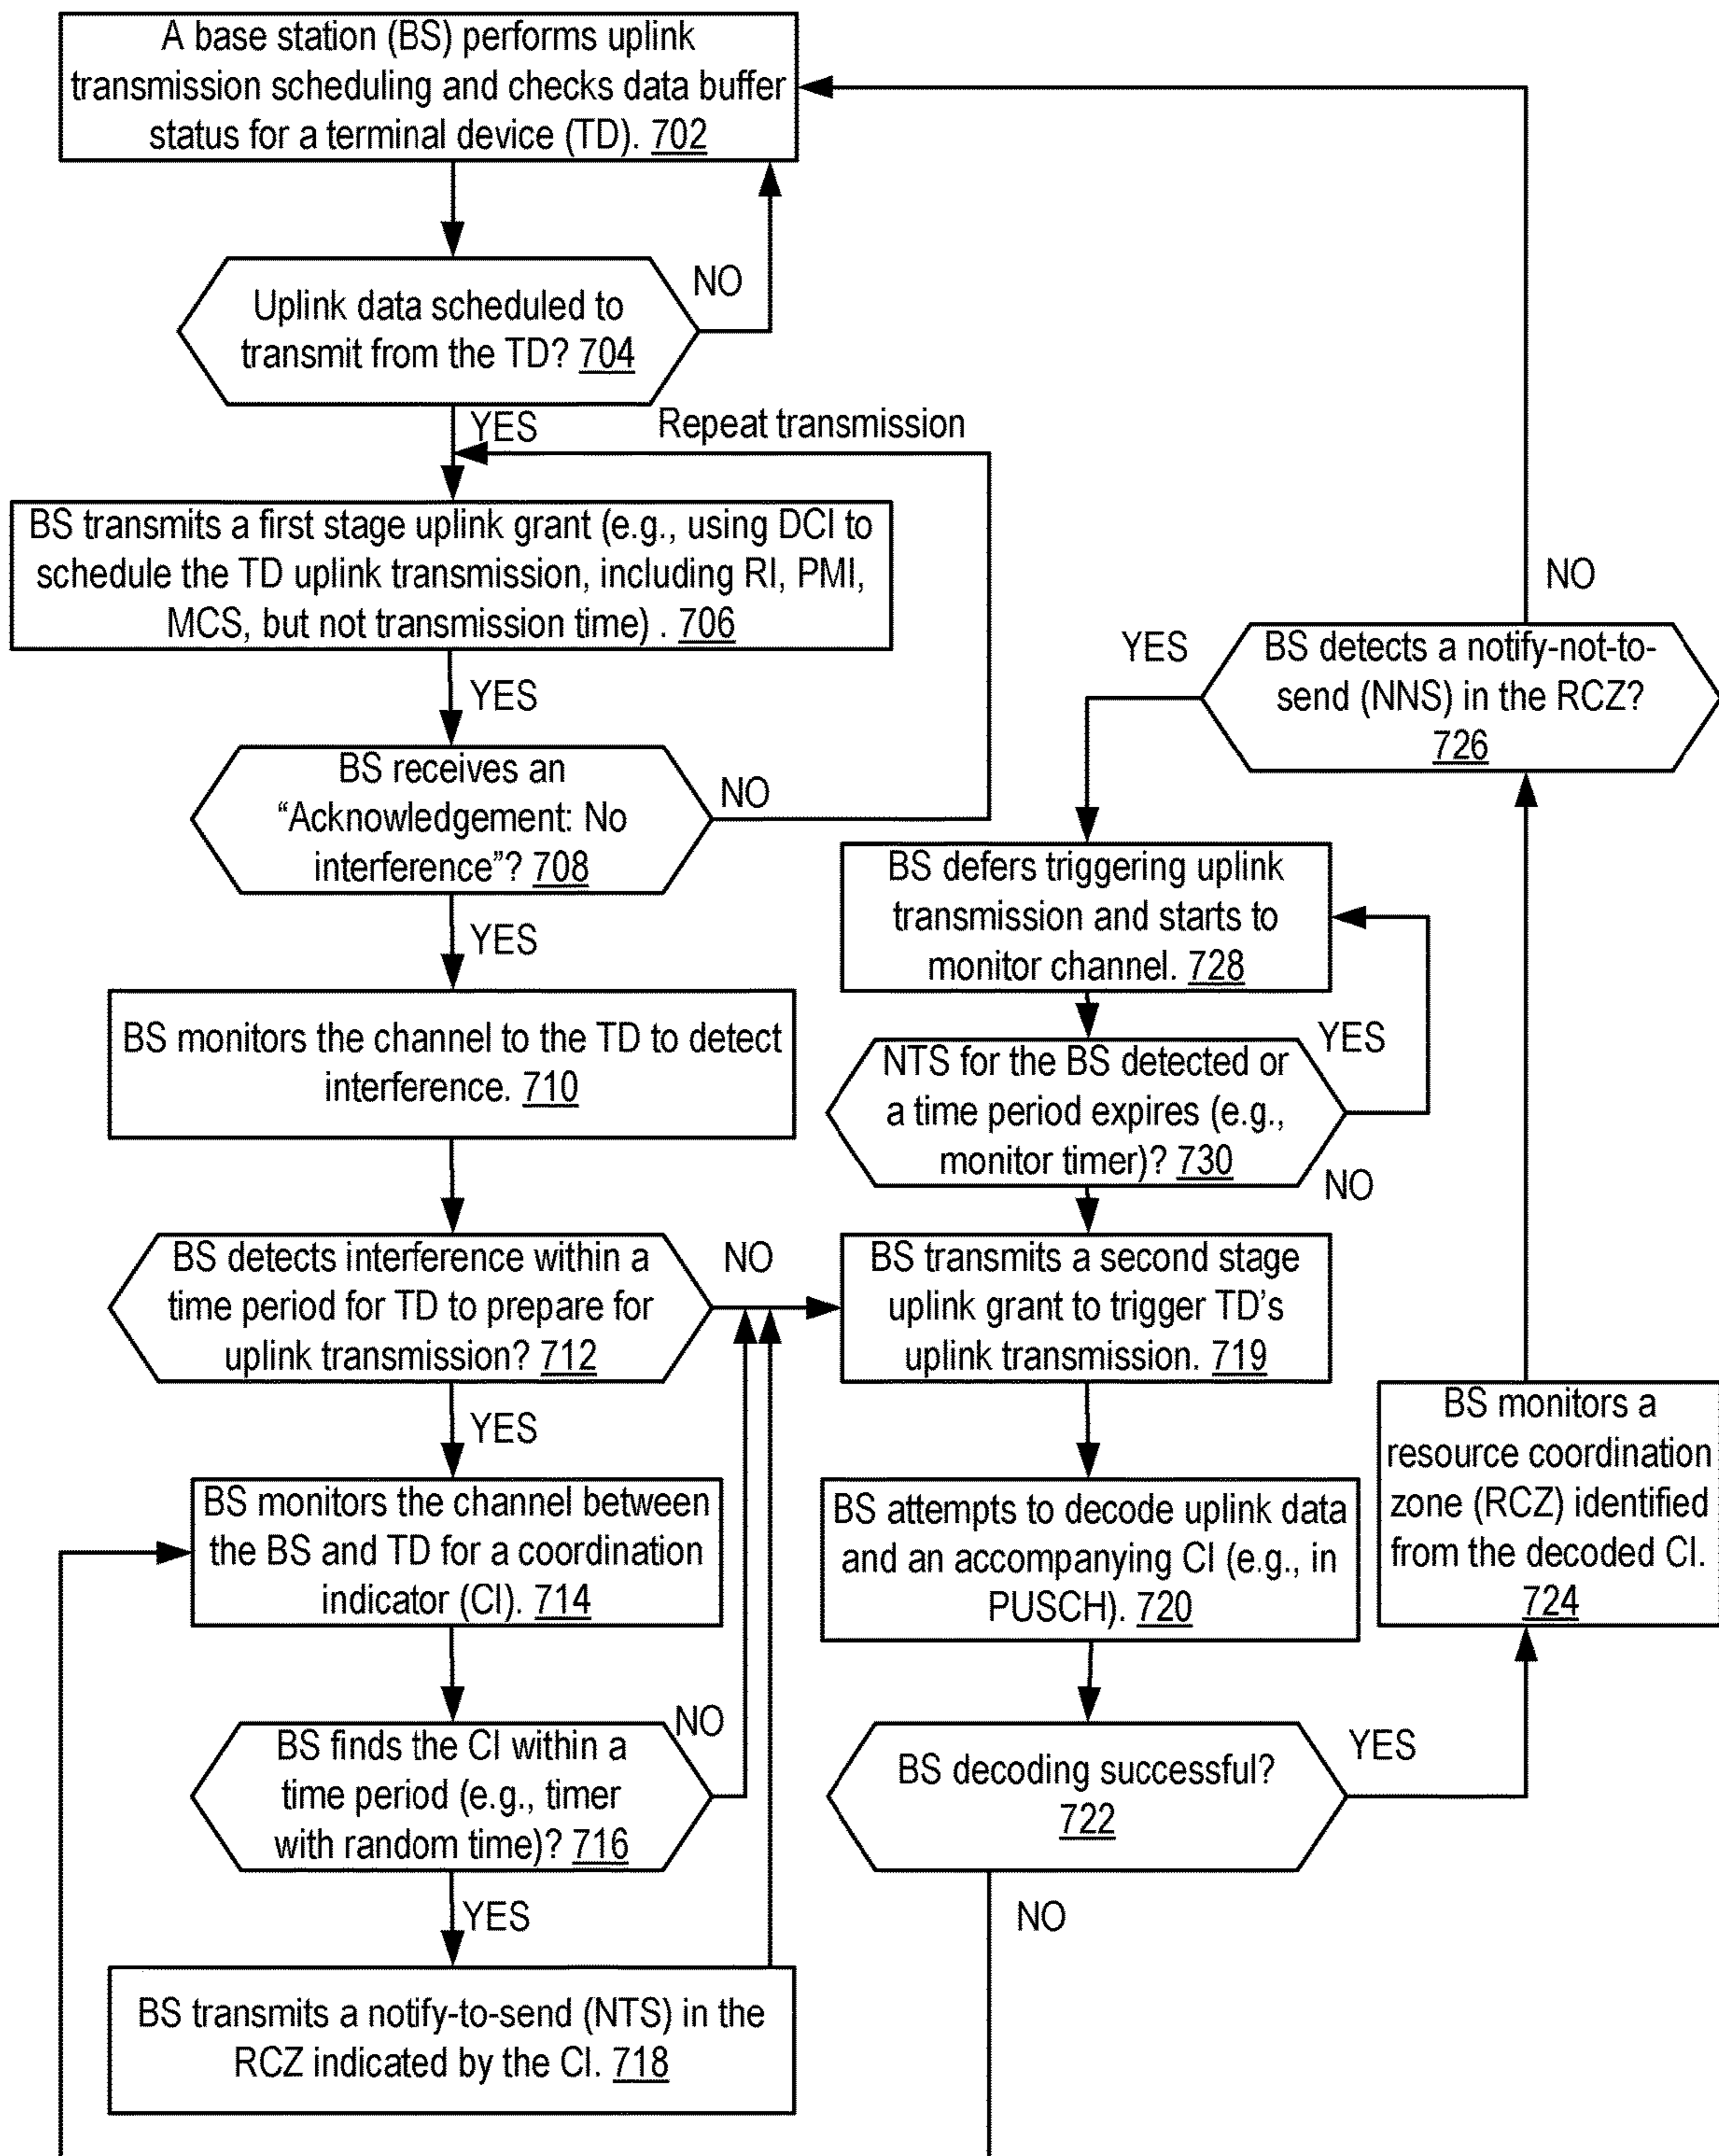 A base station (BS) performs uplink
transmission scheduling and checks data buffer
status for a terminal device (TD). 702
NO
Uplink data scheduled to
transmit from the TD? 704
YES
Repeat transmission
BS transmits a first stage uplink grant (e.g., using DCI to
schedule the TD uplink transmission, including RI, PMI,
MCS, but not transmission time) . 706
YES
BS receives an
“Acknowledgement: No
interference”? 708
NO
YES
BS monitors the channel to the TD to detect
interference. 710
BS detects interference within a
time period for TD to prepare for
uplink transmission? 712
NO
YES
BS monitors the channel between
the BS and TD for a coordination
indicator (CI). 714
BS finds the CI within a
time period (e.g., timer
with random time)? 716
NO
YES
BS transmits a notify-to-send (NTS) in the
RCZ indicated by the CI. 718
NO
YES
BS detects a notify-not-to-
send (NNS) in the RCZ?
726
BS defers triggering uplink
transmission and starts to
monitor channel. 728
YES
NTS for the BS detected or
a time period expires (e.g.,
monitor timer)? 730
NO
BS transmits a second stage
uplink grant to trigger TD’s
uplink transmission. 719
BS attempts to decode uplink data
and an accompanying CI (e.g., in
PUSCH). 720
BS monitors a
resource coordination
zone (RCZ) identified
from the decoded CI.
724
BS decoding successful?
722
YES
NO